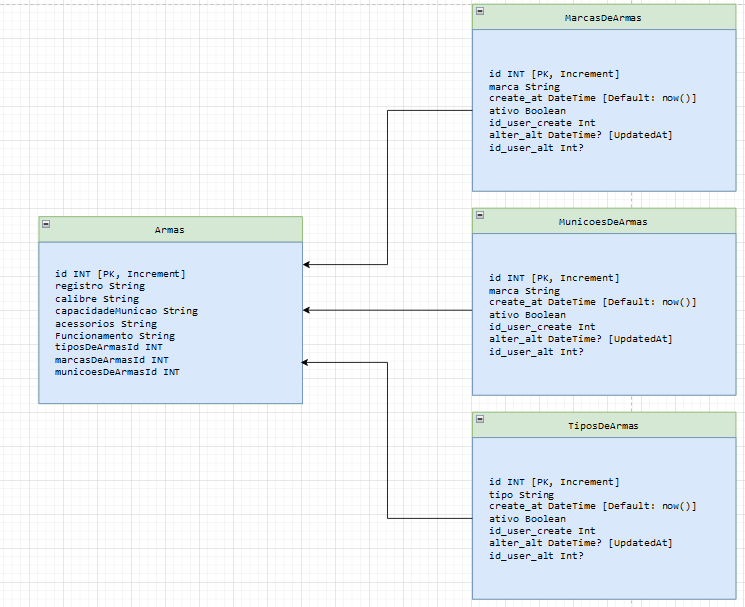 MarcasDeArmas
id INT [PK, Increment]
marca String
create_at DateTime [Default: now()]
ativo Boolean
id_user_create Int
alter_alt DateTime? [UpdatedAt]
id_user_alt Int?
Armas
id INT [PK, Increment]
registro String
calibre String
capacidadeMunicao String
acessorios String
Funcionamento String
tiposDeArmasId INT
marcasDeArmasId INT
municoesDeArmasId INT
MunicoesDeArmas
id INT [PK, Increment]
marca String
create_at DateTime [Default: now()]
ativo Boolean
id_user_create Int
alter_alt DateTime? [UpdatedAt]
id_user_alt Int?
TiposDeArmas
id INT [PK, Increment]
tipo String
create_at DateTime [Default: now()]
ativo Boolean
id_user_create Int
alter_alt DateTime? [UpdatedAt]
id_user_alt Int?